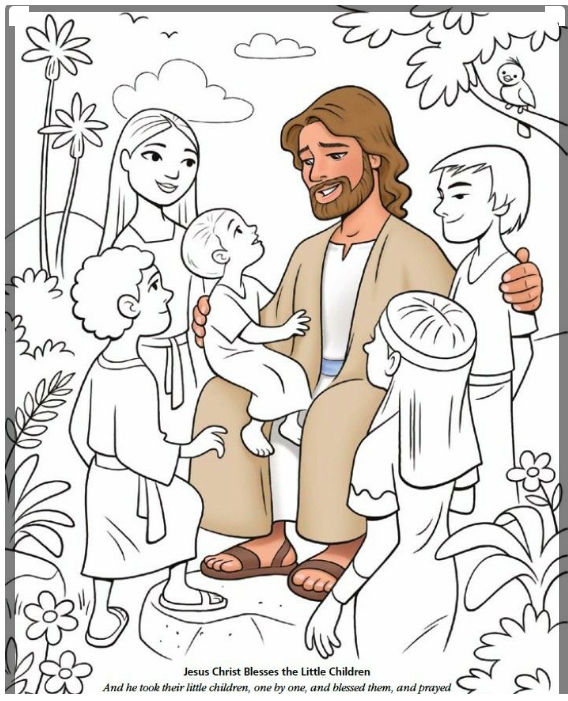 Jesus Christ Blesses the Little Children
And he took their little children, one by one, and blessed them, and prayed